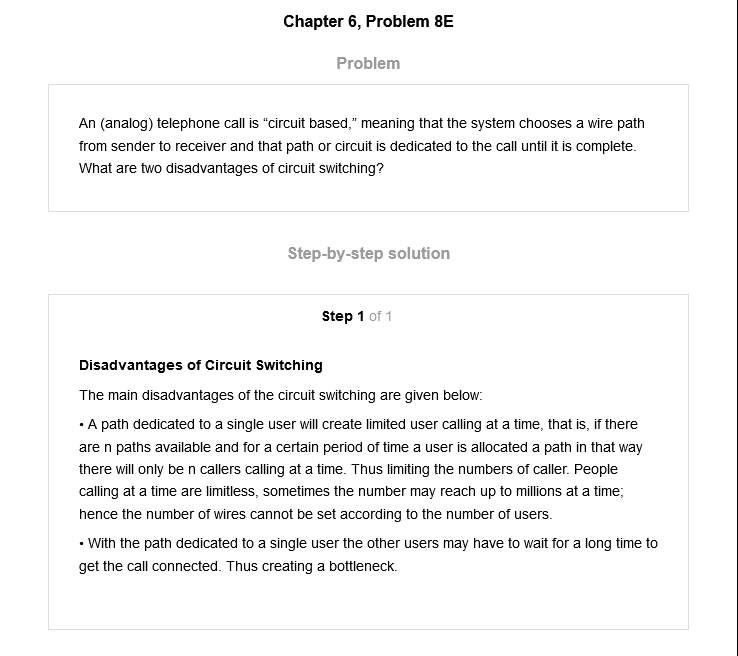 Chapter 6, Problem 8E
Problem
An (analog) telephone call is “circuit based,” meaning that the system chooses a wire path
from sender to receiver and that path or circuit is dedicated to the call until it is complete.
What are two disadvantages of circuit switching?
Step-by-step solution
Step 1 of 1
Disadvantages of Circuit Switching
The main disadvantages of the circuit switching are given below:
• A path dedicated to a single user will create limited user calling at a time, that is, if there
are n paths available and for a certain period of time a user is allocated a path in that way
there will only be n callers calling at a time. Thus limiting the numbers of caller. People
calling at a time are limitless, sometimes the number may reach up to millions at a time;
hence the number of wires cannot be set according to the number of users.
• With the path dedicated to a single user the other users may have to wait for a long time to
get the call connected. Thus creating a bottleneck.